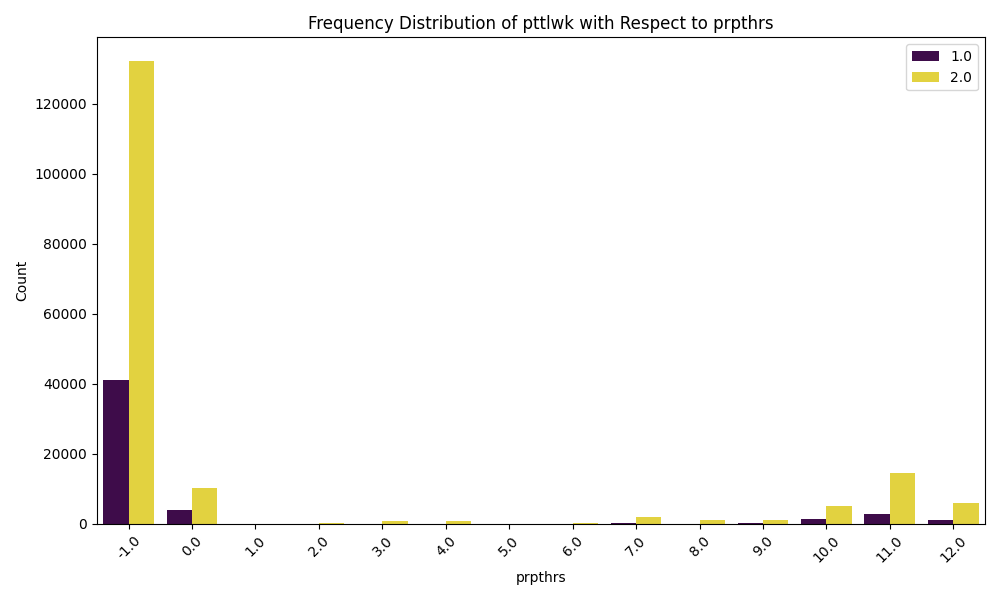 Frequency Distribution of pttlwk with Respect to prpthrs
1.0
2.0
120000
100000
80000
60000
40000
20000
0
Count
-1.0 0.0 1.0 2.0 3.0 4.0 5.0 6.0 7.0 8.0 9.0 10.0 11.0 12.0
prpthrs